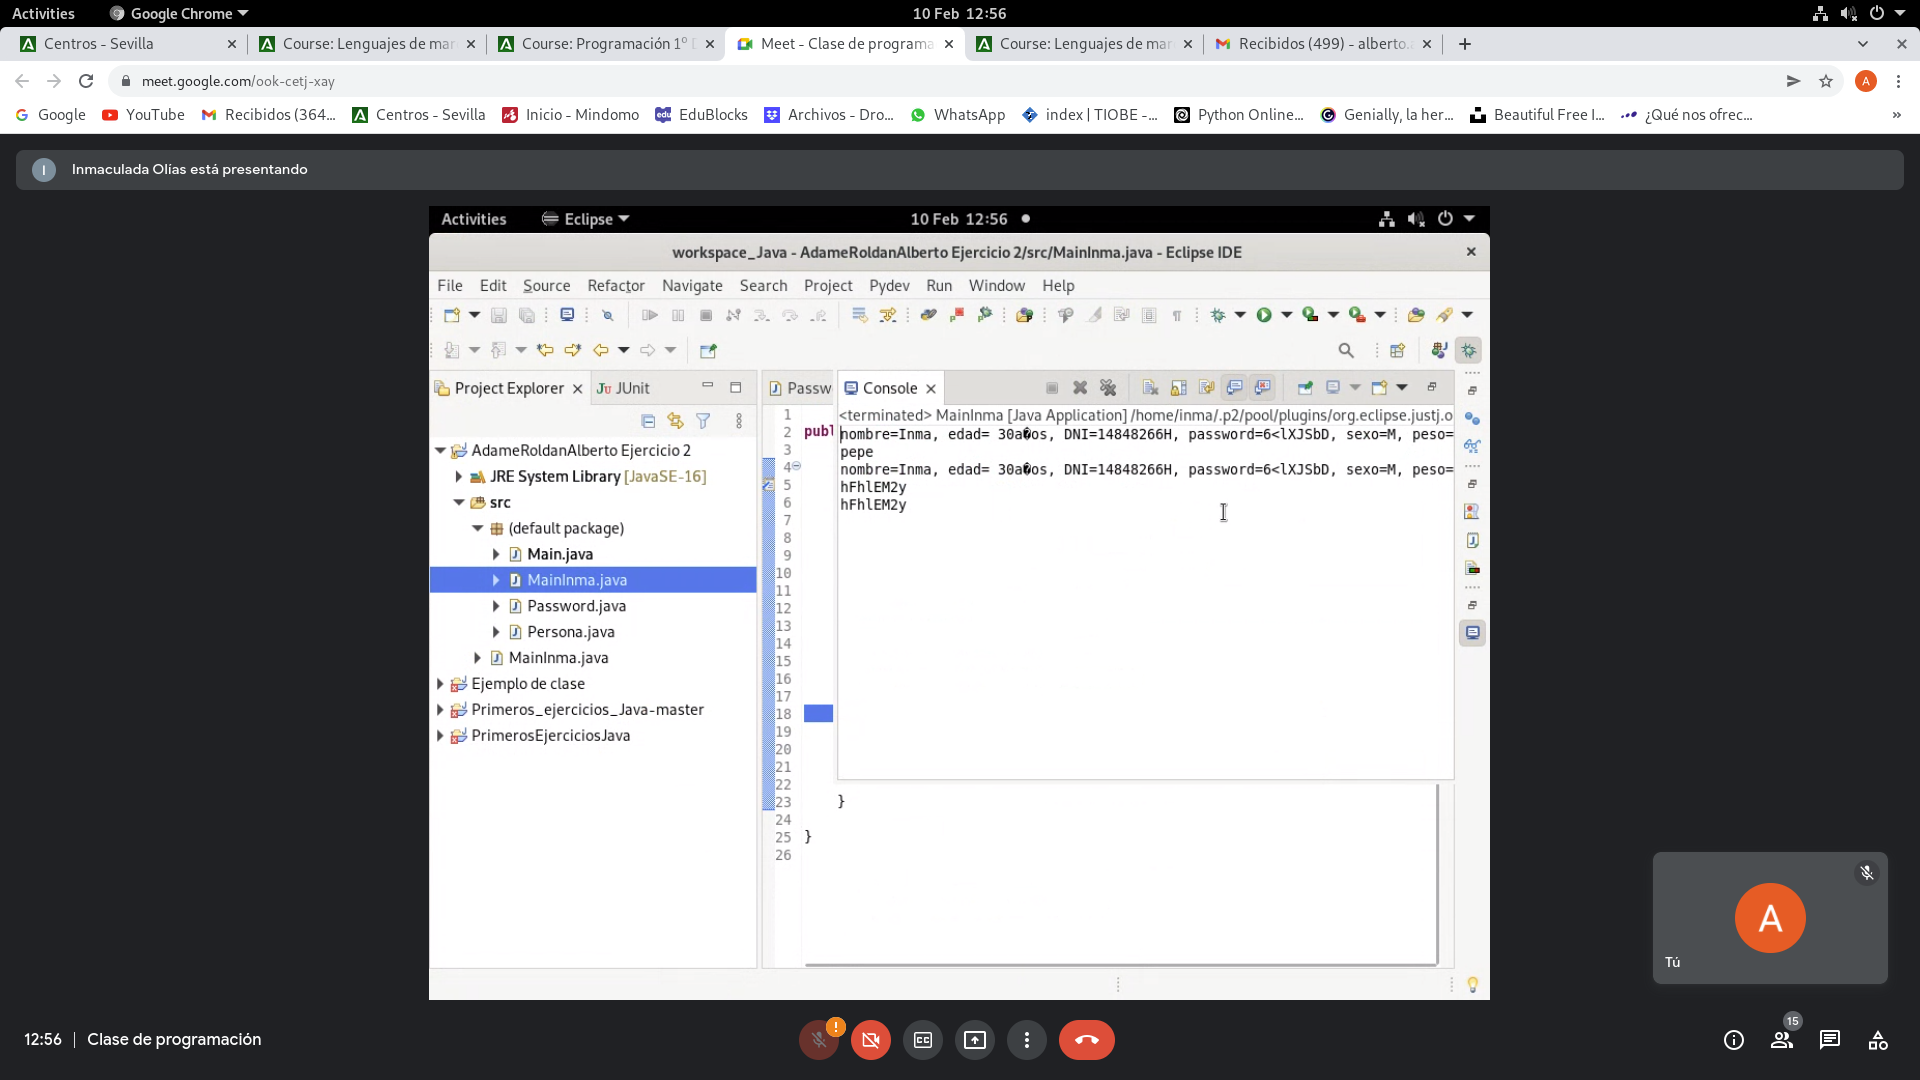 Activities
Google Chrome
10 Feb 12:56
Centros - Sevilla
Course: Lenguajes de mar
Course: Programación 1º
Meet - Clase de programa
Course: Lenguajes de mar
Recibidos (499) - alberto.
meet.google.com/ook-cetj-xay
A
Google
YouTube
Recibidos (364...
Centros - Sevilla
Inicio - Mindomo
EduBlocks
Archivos - Dro...
WhatsApp
index | TIOBE -...
Python Online...
Genially, la her...
Beautiful Free I...
¿Qué nos ofrec...
»
I
Inmaculada Olías está presentando
Activities
Eclipse
10 Feb 12:56
workspace_Java - AdameRoldanAlberto Ejercicio 2/src/MainInma.java - Eclipse IDE
File Edit Source Refactor Navigate Search Project Pydev Run Window Help
Project Explorer
JUnit
Passw
Console
<terminated> MainInma [Java Application] /home/inma/.p2/pool/plugins/org.eclipse.justj.o
nombre=Inma, edad= 30a�os, DNI=14848266H, password=6<lXJSbD, sexo=M, peso=
pepe
nombre=Inma, edad= 30a�os, DNI=14848266H, password=6<lXJSbD, sexo=M, peso=
hFhlEM2y
hFhlEM2y
AdameRoldanAlberto Ejercicio 2
JRE System Library [JavaSE-16]
src
(default package)
Main.java
MainInma.java
Password.java
Persona.java
MainInma.java
Ejemplo de clase
Primeros_ejercicios_Java-master
PrimerosEjerciciosJava
1
2 publ
3
4
5
6
7
8
9
10
11
12
13
14
15
16
17
18
19
20
21
22
23 }
24
25 }
26
A
Tú
12:56 | Clase de programación
!
CC
15